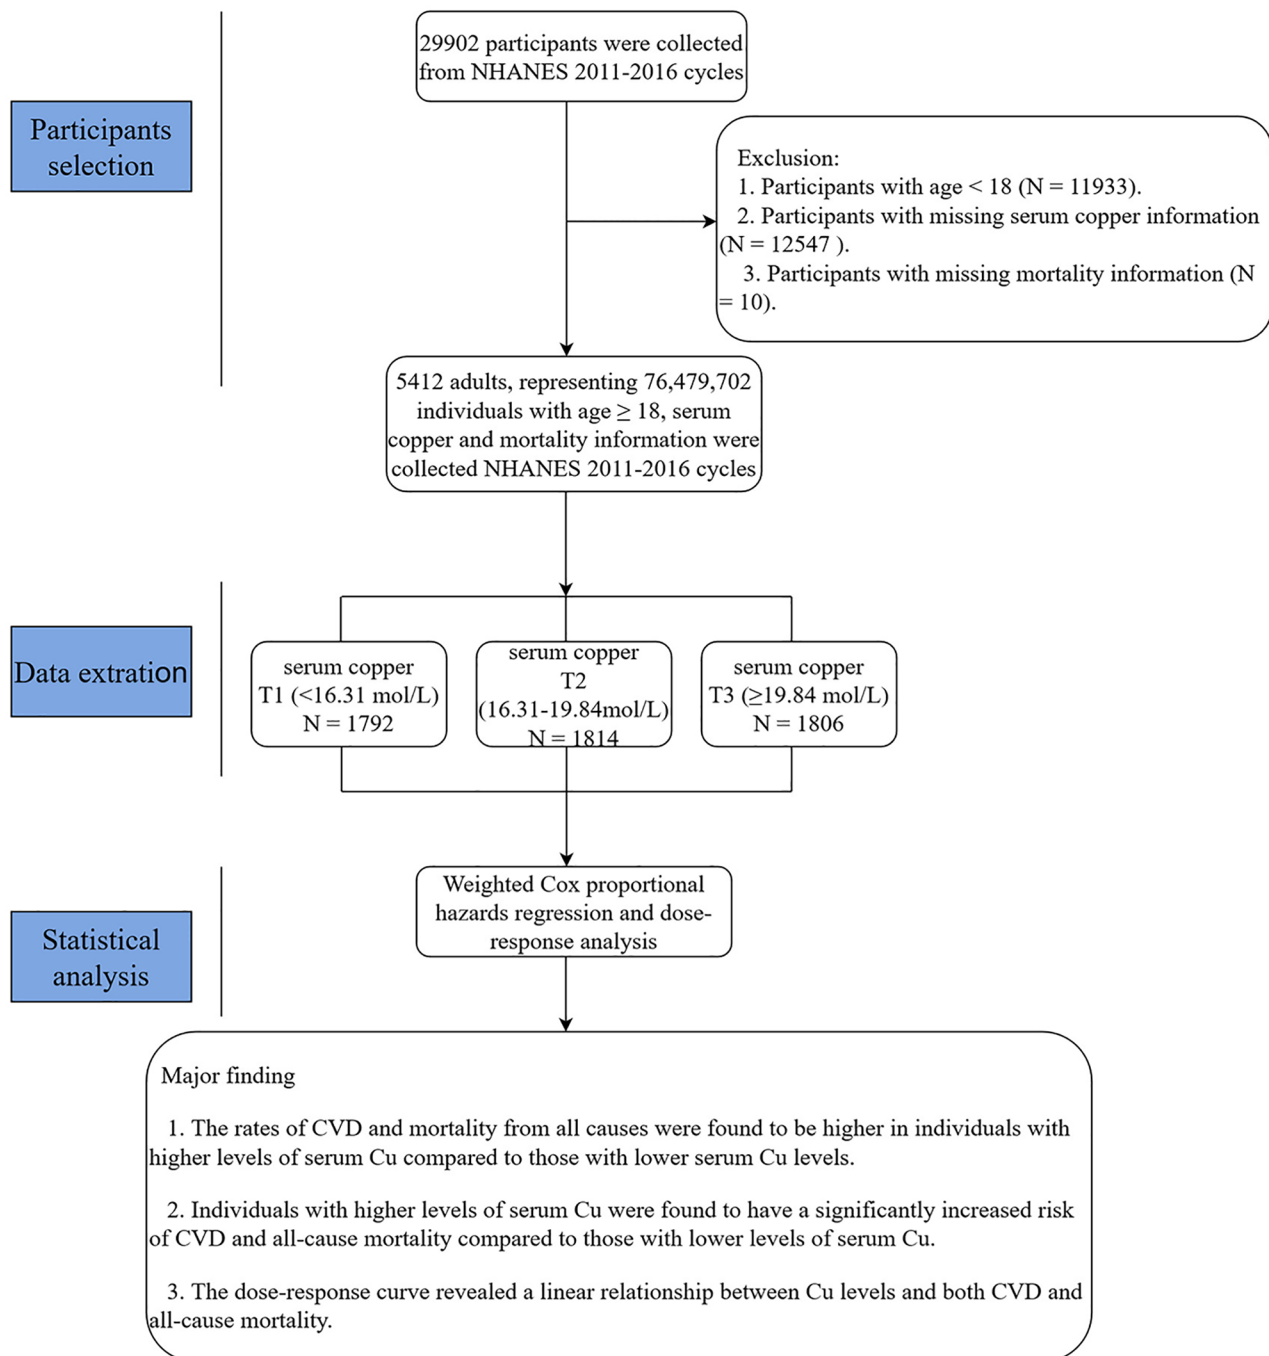 29902 participants were collected
from NHANES 2011-2016 cycles
Participants
selection
Exclusion:
1. Participants with age < 18 (N = 11933).
2. Participants with missing serum copper information
(N = 12547 ).
3. Participants with missing mortality information (N
= 10).
5412 adults, representing 76,479,702
individuals with age ≥ 18, serum
copper and mortality information were
collected NHANES 2011-2016 cycles
Data extration
serum copper
T1 (<16.31 mol/L)
N = 1792
serum copper
T2
(16.31-19.84mol/L)
N = 1814
serum copper
T3 (≥19.84 mol/L)
N = 1806
Statistical
analysis
Weighted Cox proportional
hazards regression and dose-
response analysis
Major finding
1. The rates of CVD and mortality from all causes were found to be higher in individuals with
higher levels of serum Cu compared to those with lower serum Cu levels.
2. Individuals with higher levels of serum Cu were found to have a significantly increased risk
of CVD and all-cause mortality compared to those with lower levels of serum Cu.
3. The dose-response curve revealed a linear relationship between Cu levels and both CVD and
all-cause mortality.